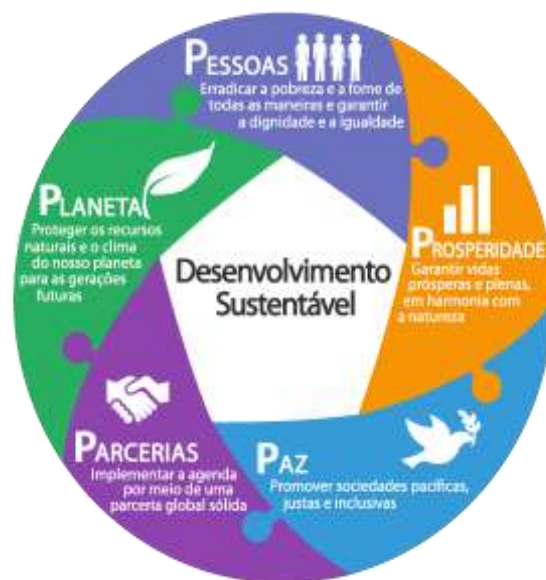 PESSOAS
Erradicar a pobreza e a fome de
todas as maneiras e garantir
a dignidade e a igualdade
PROSPERIDADE
Garantir vidas
prósperas e plenas,
em harmonia com
a natureza
PAZ
Promover sociedades pacíficas,
justas e inclusivas
PARCERIAS
Implementar a agenda
por meio de uma
parceria global sólida
PLANETA
Proteger os recursos
naturais e o clima
do nosso planeta
para as gerações
futuras
Desenvolvimento
Sustentável